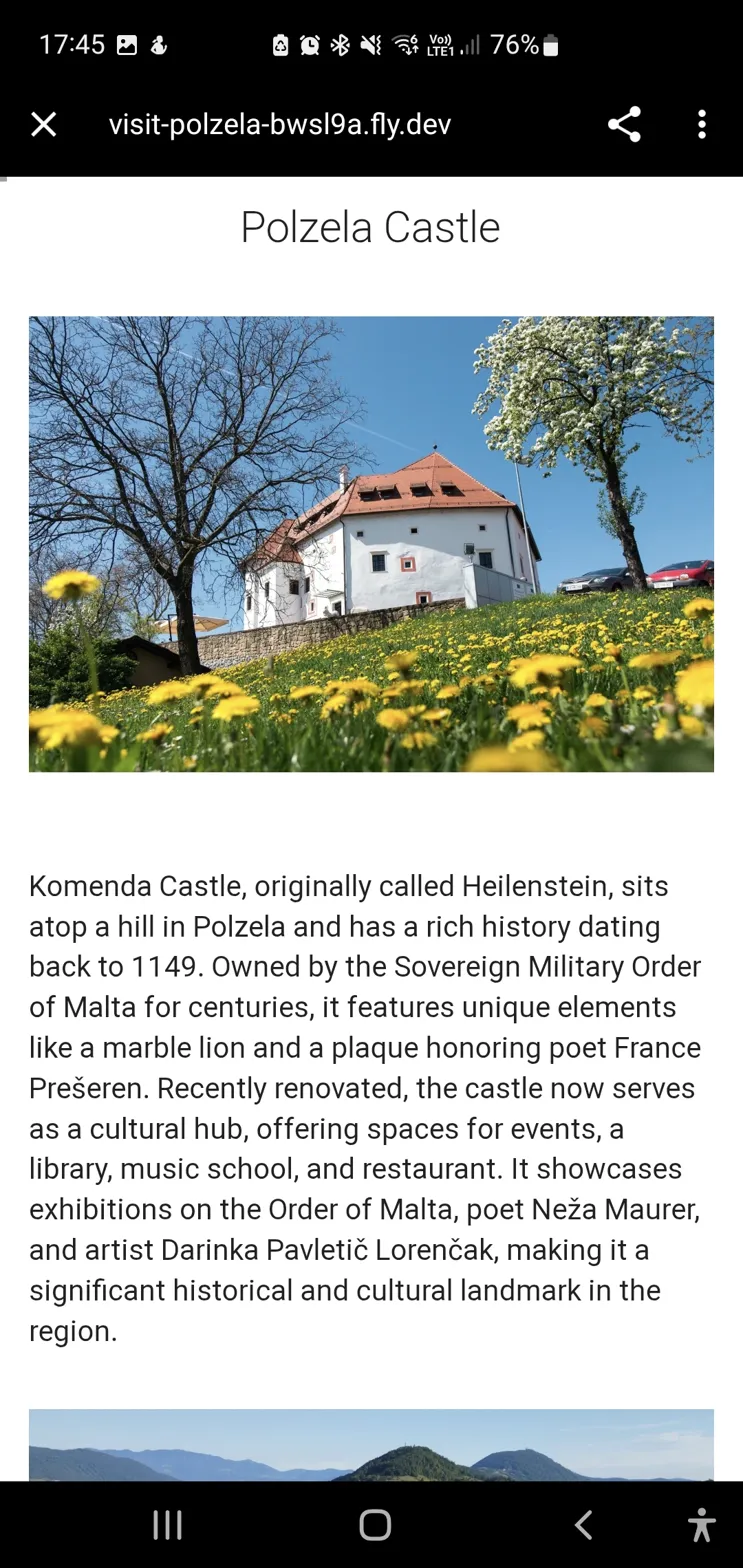 17:45
Vo))
LTE1
76%
6
visit-polzela-bwsl9a.fly.dev
Polzela Castle
Komenda Castle, originally called Heilenstein, sits
atop a hill in Polzela and has a rich history dating
back to 1149. Owned by the Sovereign Military Order
of Malta for centuries, it features unique elements
like a marble lion and a plaque honoring poet France
Prešeren. Recently renovated, the castle now serves
as a cultural hub, offering spaces for events, a
library, music school, and restaurant. It showcases
exhibitions on the Order of Malta, poet Neža Maurer,
and artist Darinka Pavletič Lorenčak, making it a
significant historical and cultural landmark in the
region.